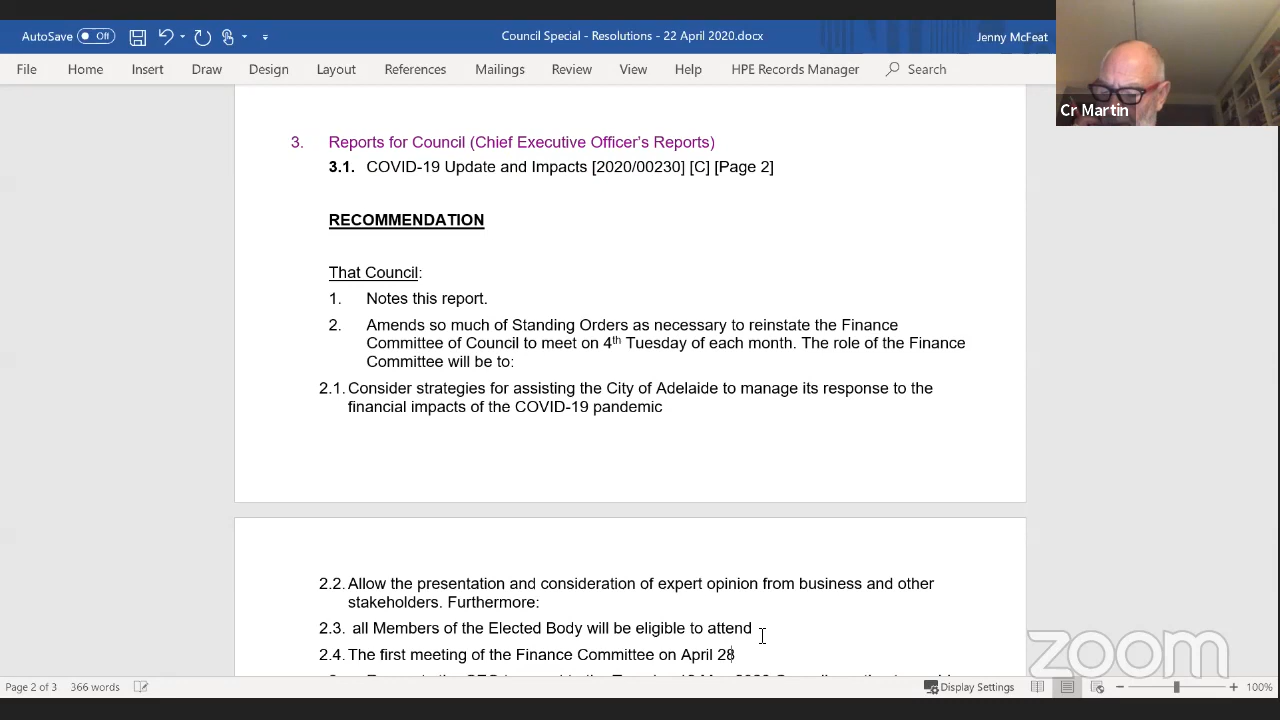 AutoSave Off Council Special - Resolutions - 22 April 2020.docx Jenny McFeat
File Home Insert Draw Design Layout References Mailings Review View Help HPE Records Manager Search
Cr Martin
3. Reports for Council (Chief Executive Officer's Reports)
3.1. COVID-19 Update and Impacts [2020/00230] [C] [Page 2]
RECOMMENDATION
That Council:
1. Notes this report.
2. Amends so much of Standing Orders as necessary to reinstate the Finance
Committee of Council to meet on 4th Tuesday of each month. The role of the Finance
Committee will be to:
2.1. Consider strategies for assisting the City of Adelaide to manage its response to the
financial impacts of the COVID-19 pandemic
2.2. Allow the presentation and consideration of expert opinion from business and other
stakeholders. Furthermore:
2.3. all Members of the Elected Body will be eligible to attend
2.4. The first meeting of the Finance Committee on April 28
zoom
Page 2 of 3 366 words Display Settings 100%